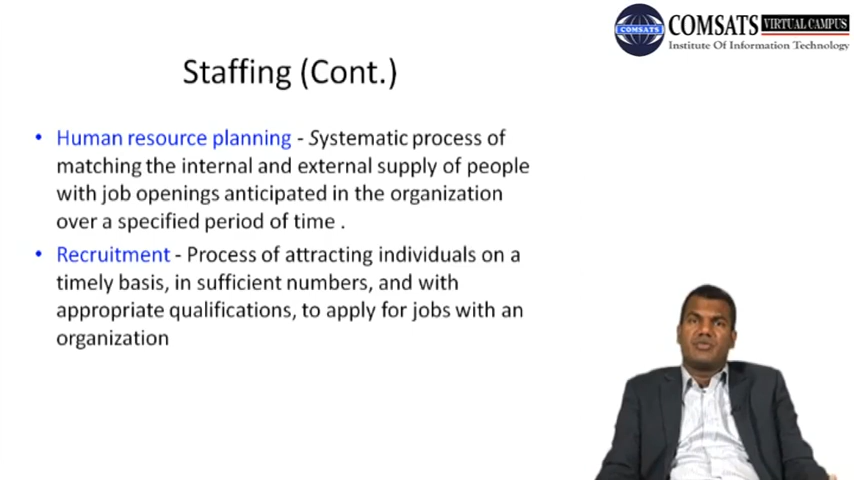 COMSATS VIRTUAL CAMPUS
Institute Of Information Technology
COMSATS
Staffing (Cont.)
• Human resource planning - Systematic process of
matching the internal and external supply of people
with job openings anticipated in the organization
over a specified period of time .
• Recruitment - Process of attracting individuals on a
timely basis, in sufficient numbers, and with
appropriate qualifications, to apply for jobs with an
organization